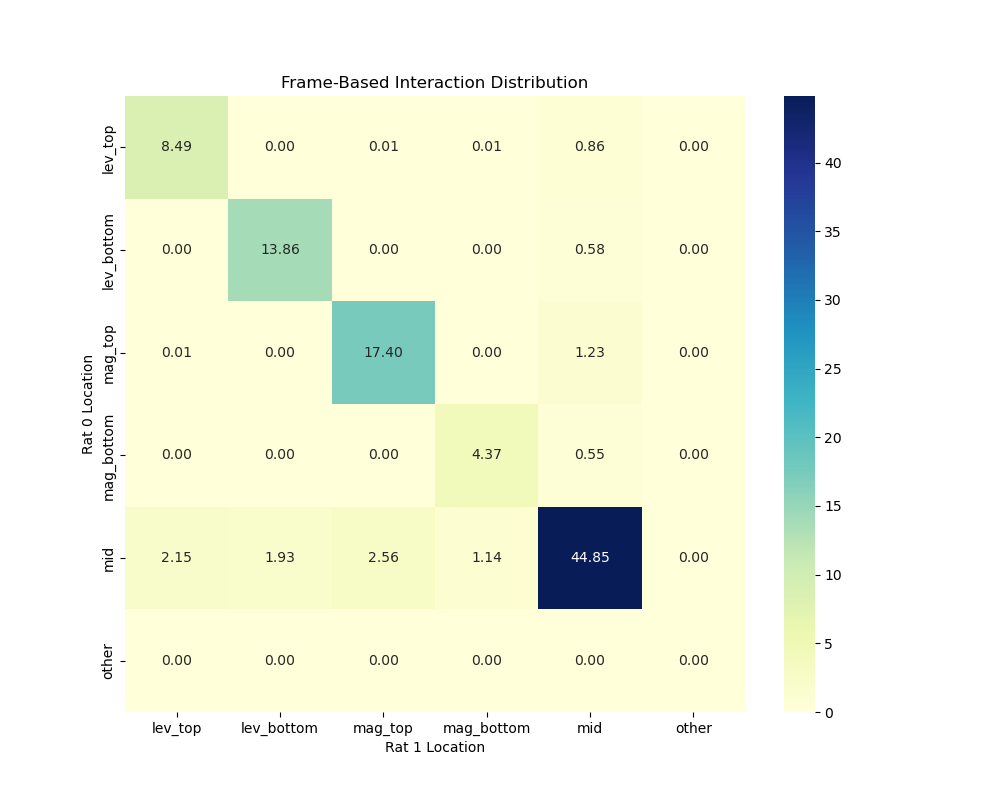 Frame-Based Interaction Distribution
lev_top 8.49 0.00 0.01 0.01 0.86 0.00
lev_bottom 0.00 13.86 0.00 0.00 0.58 0.00
mag_top 0.01 0.00 17.40 0.00 1.23 0.00
mag_bottom 0.00 0.00 0.00 4.37 0.55 0.00
mid 2.15 1.93 2.56 1.14 44.85 0.00
other 0.00 0.00 0.00 0.00 0.00 0.00
Rat 0 Location
lev_top lev_bottom mag_top mag_bottom mid other
Rat 1 Location
40
35
30
25
20
15
10
5
0